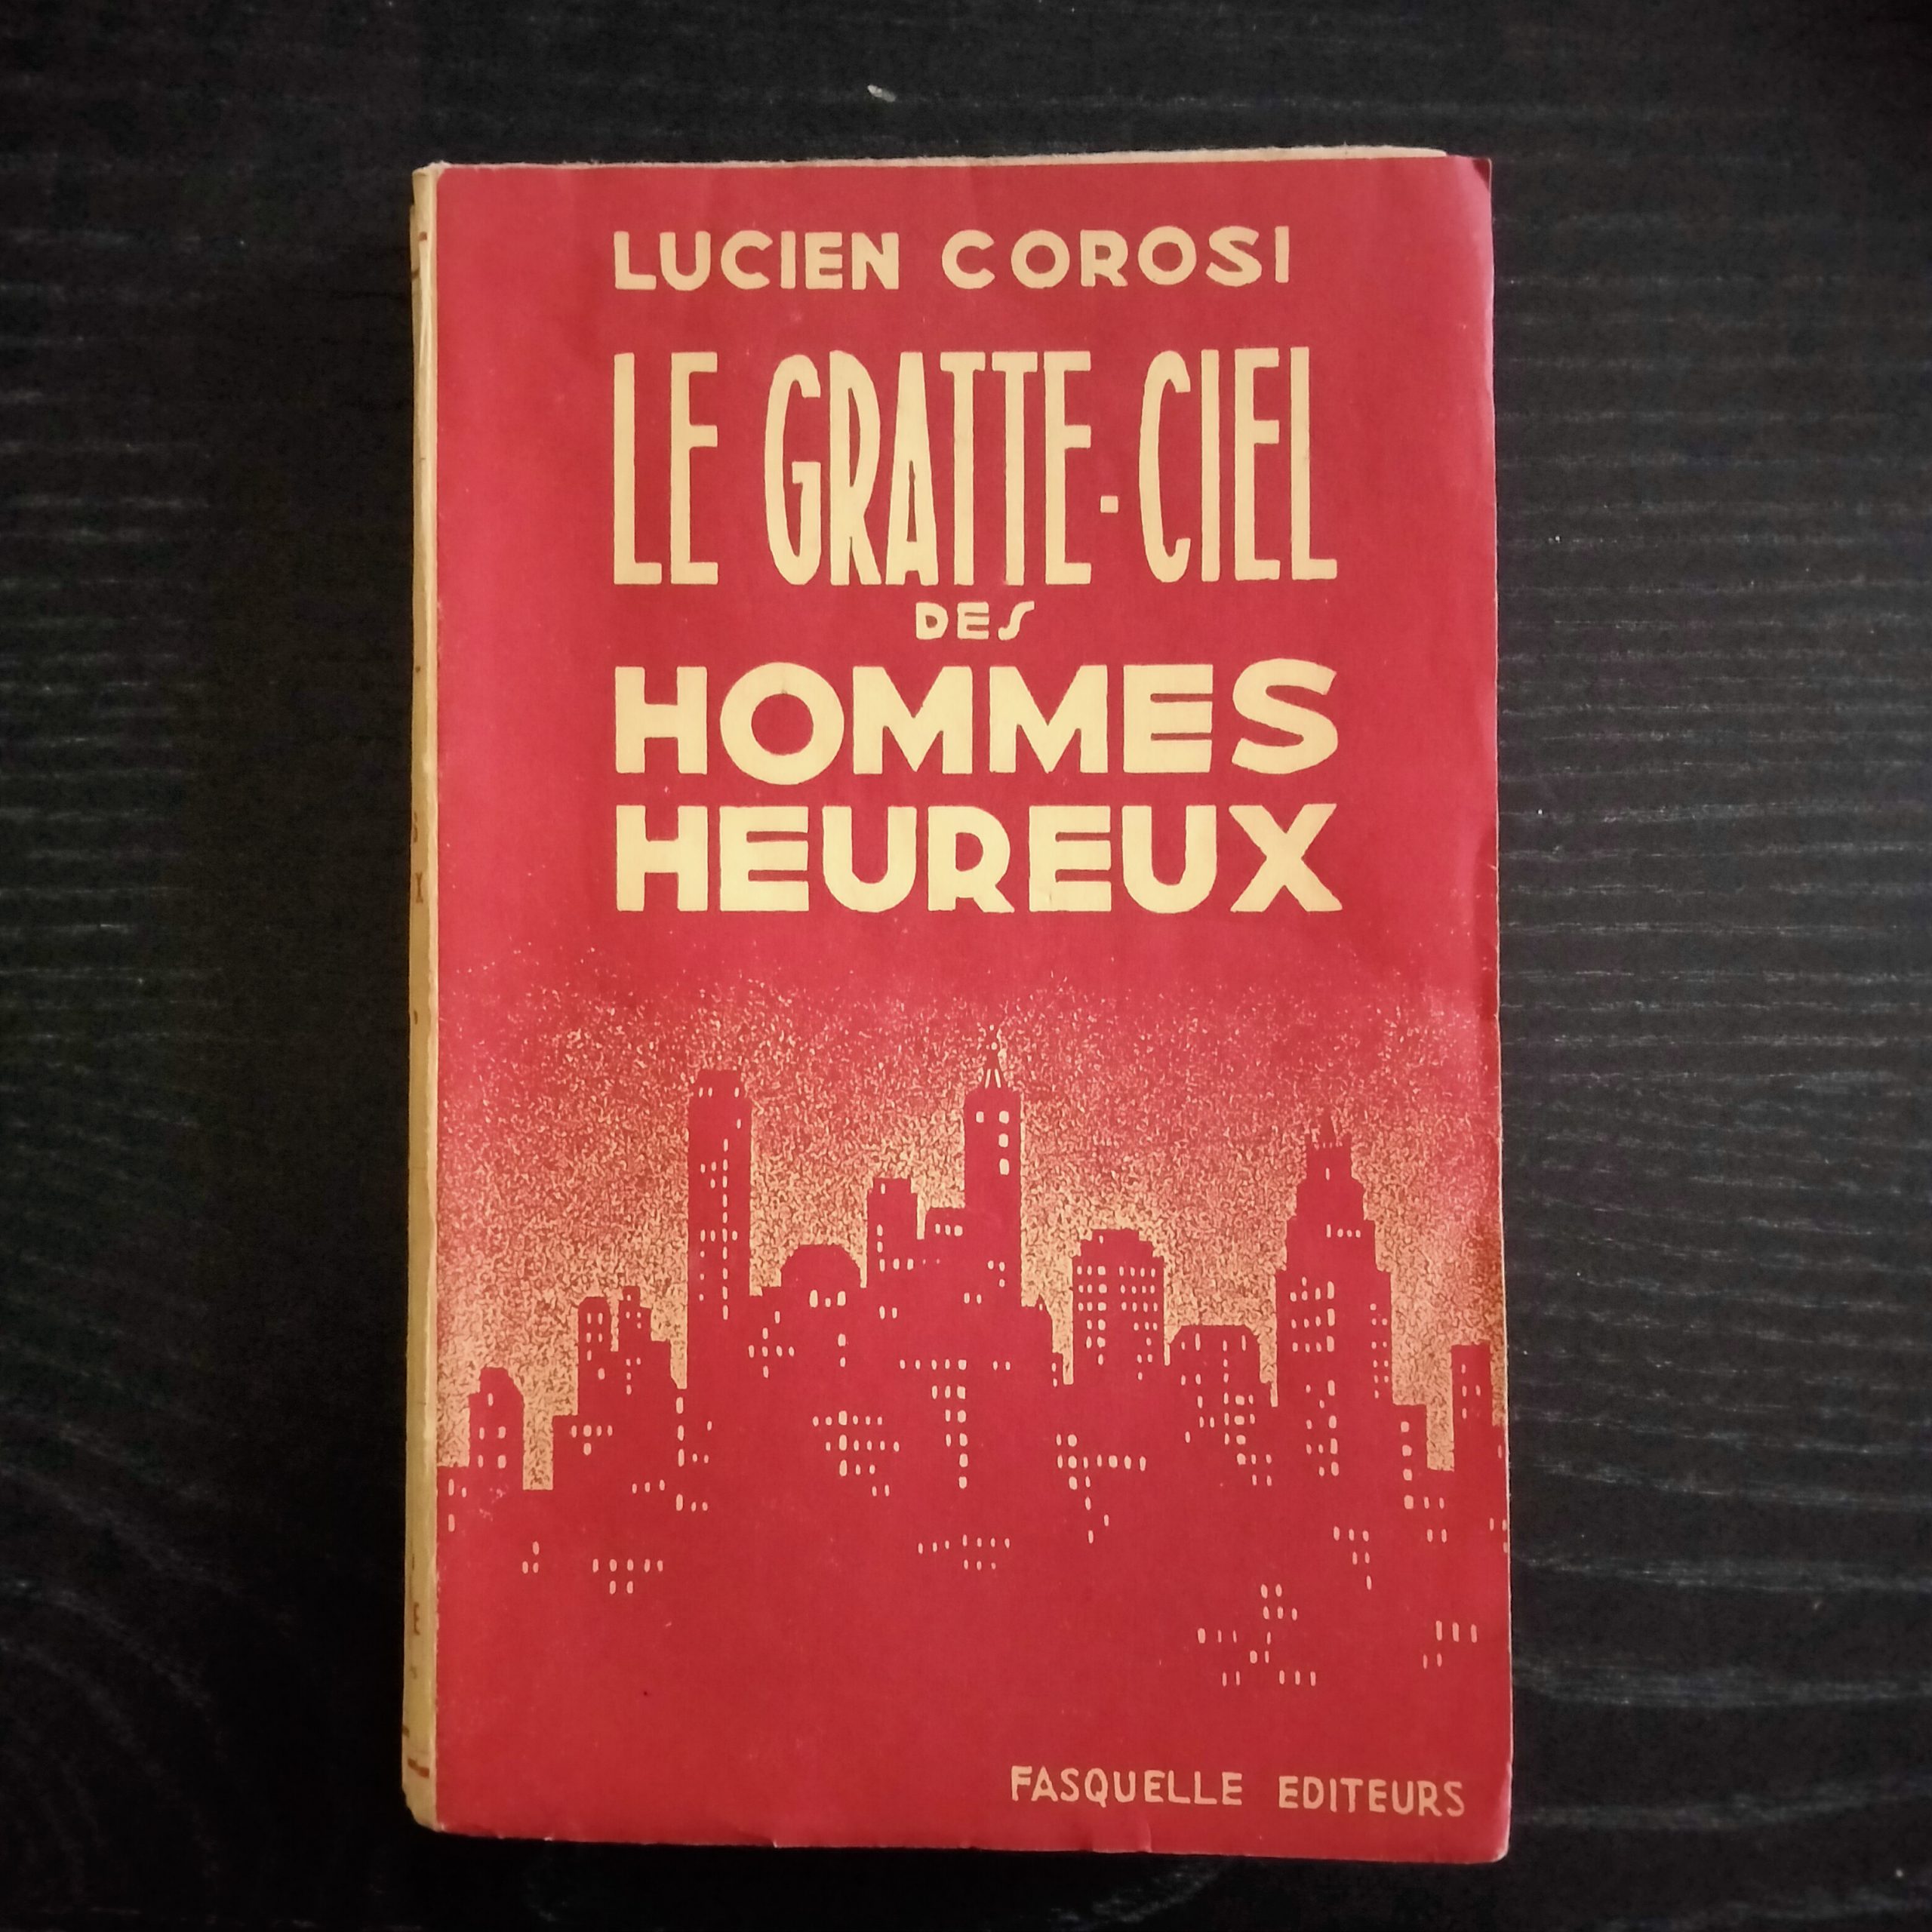 LUCIEN COROSI
LE GRATTE-CIEL
DES
HOMMES
HEUREUX
FASQUELLE EDITEURS